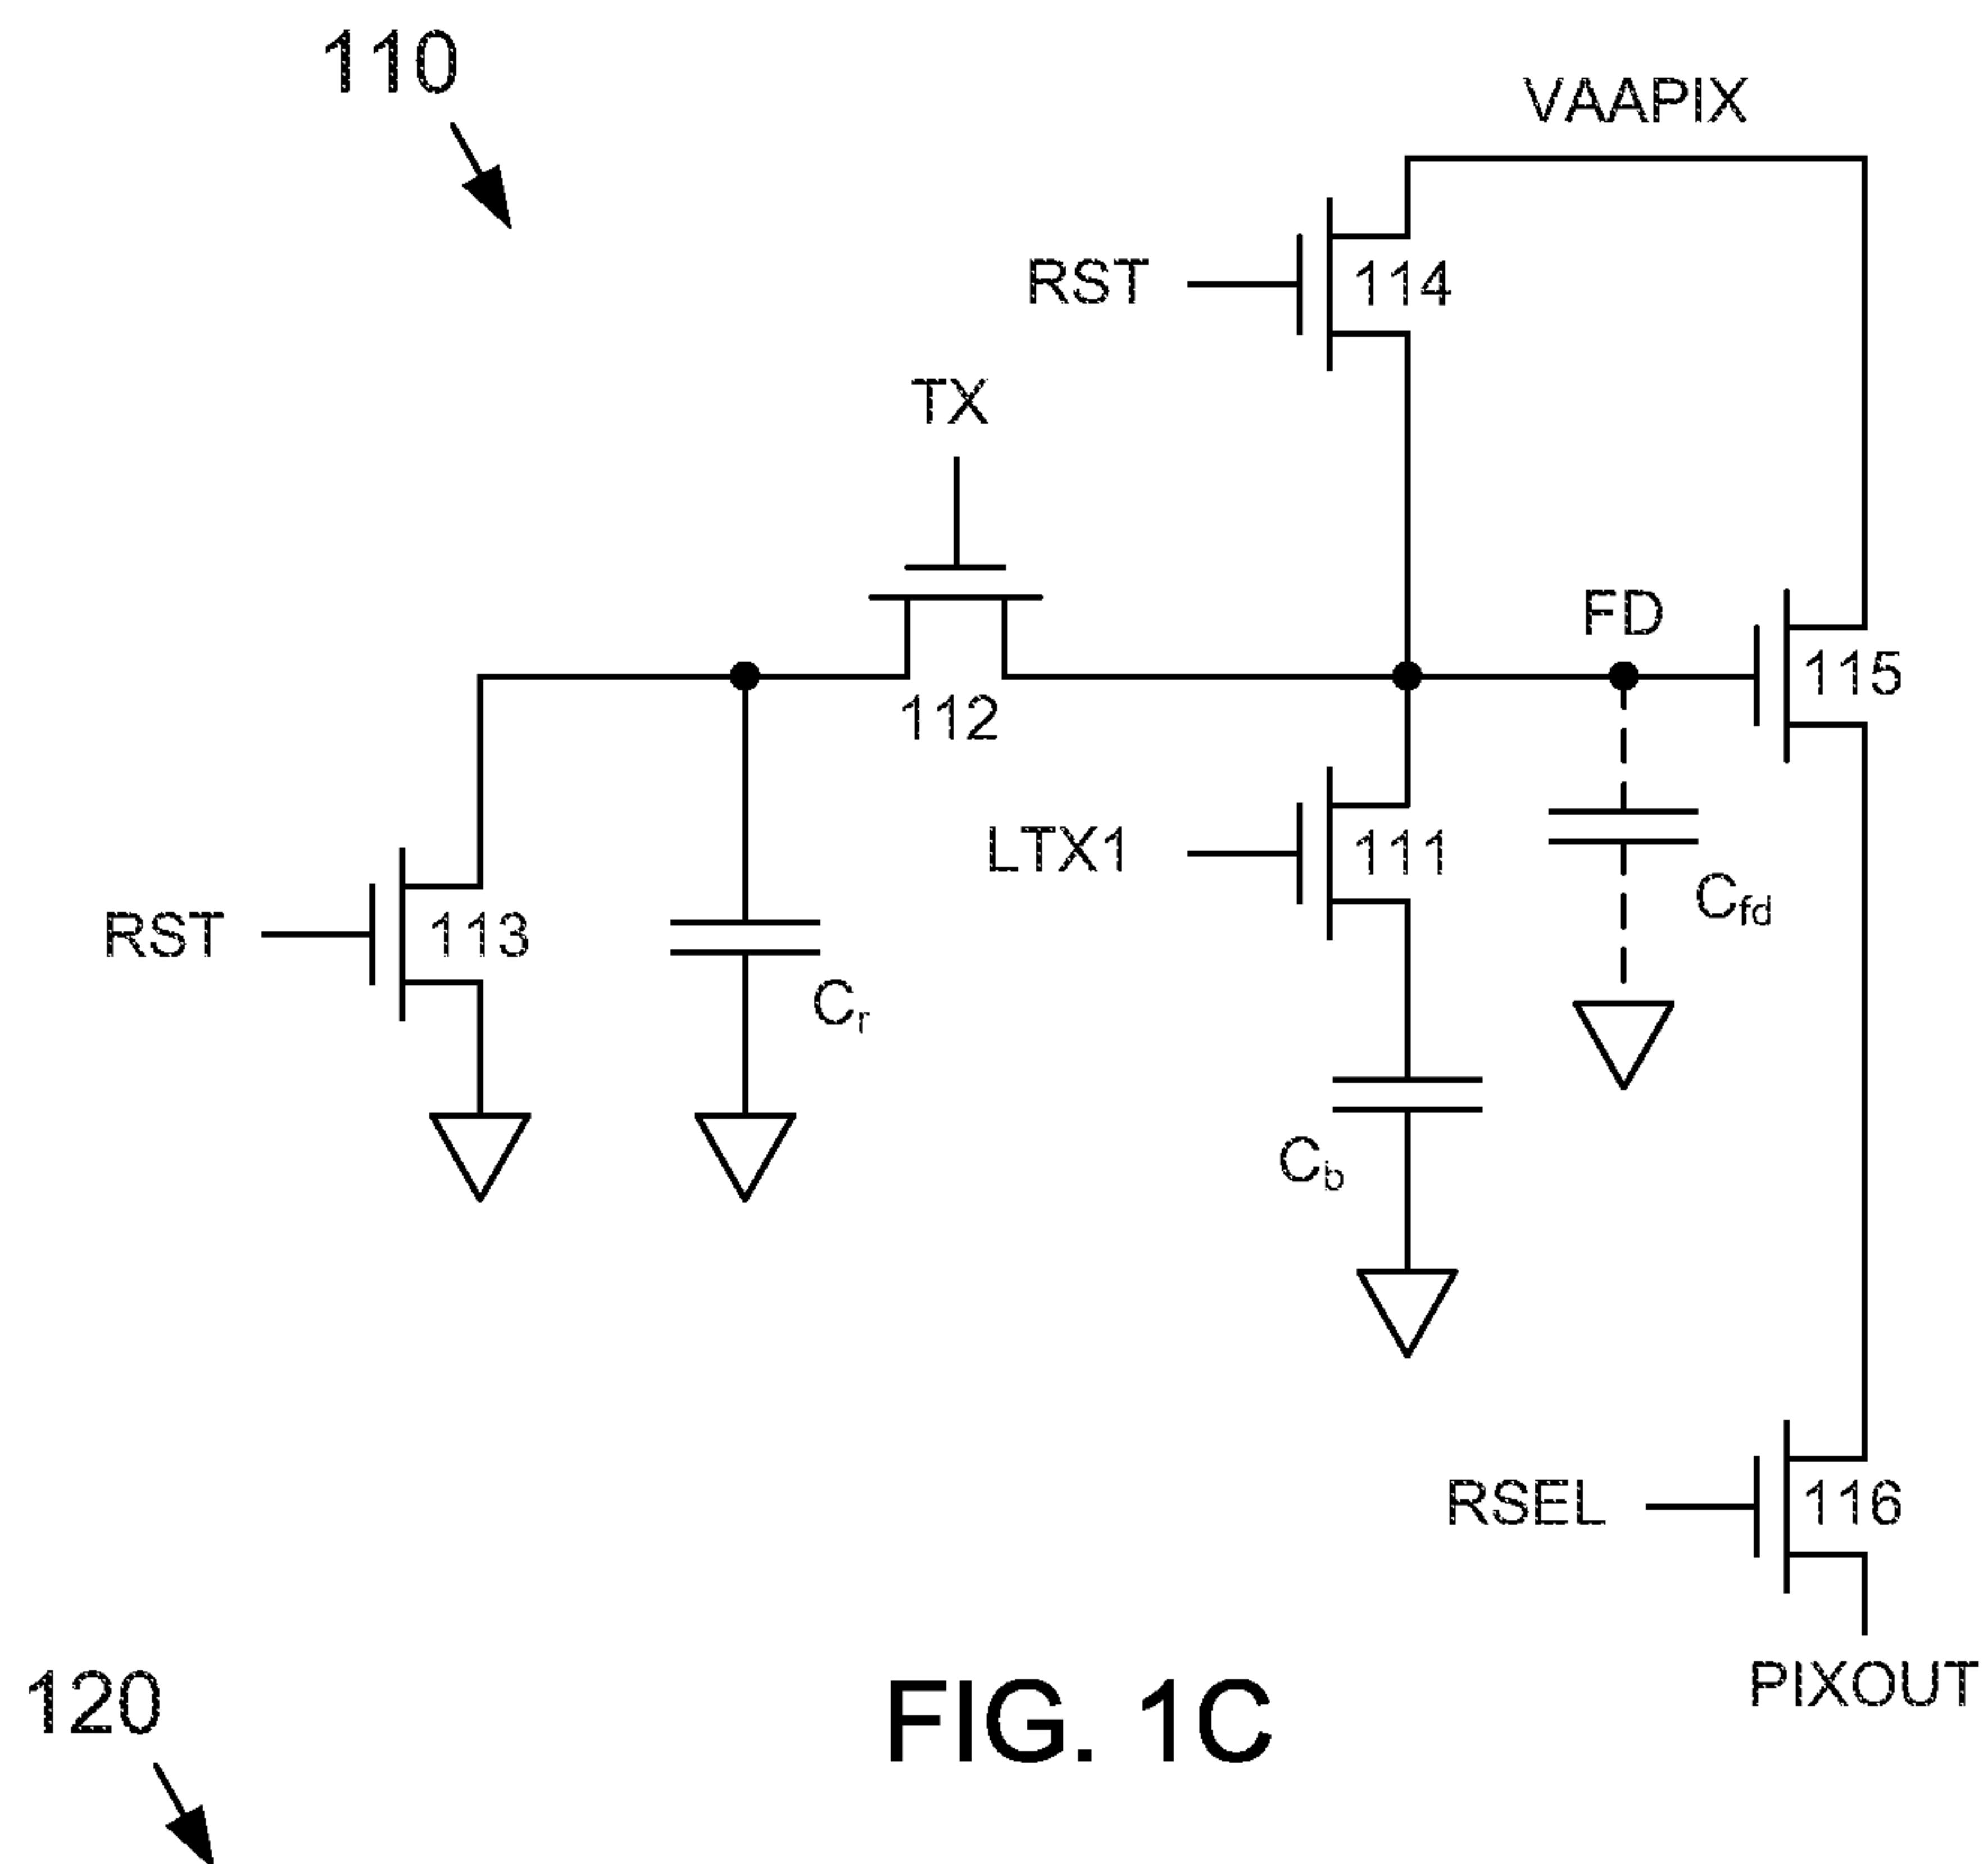 110
VAAPIX
RST
114
TX
FD
115
112
LTX1
111
Cfd
RST
113
Cr
Cb
RSEL
116
PIXOUT
120
FIG. 1C